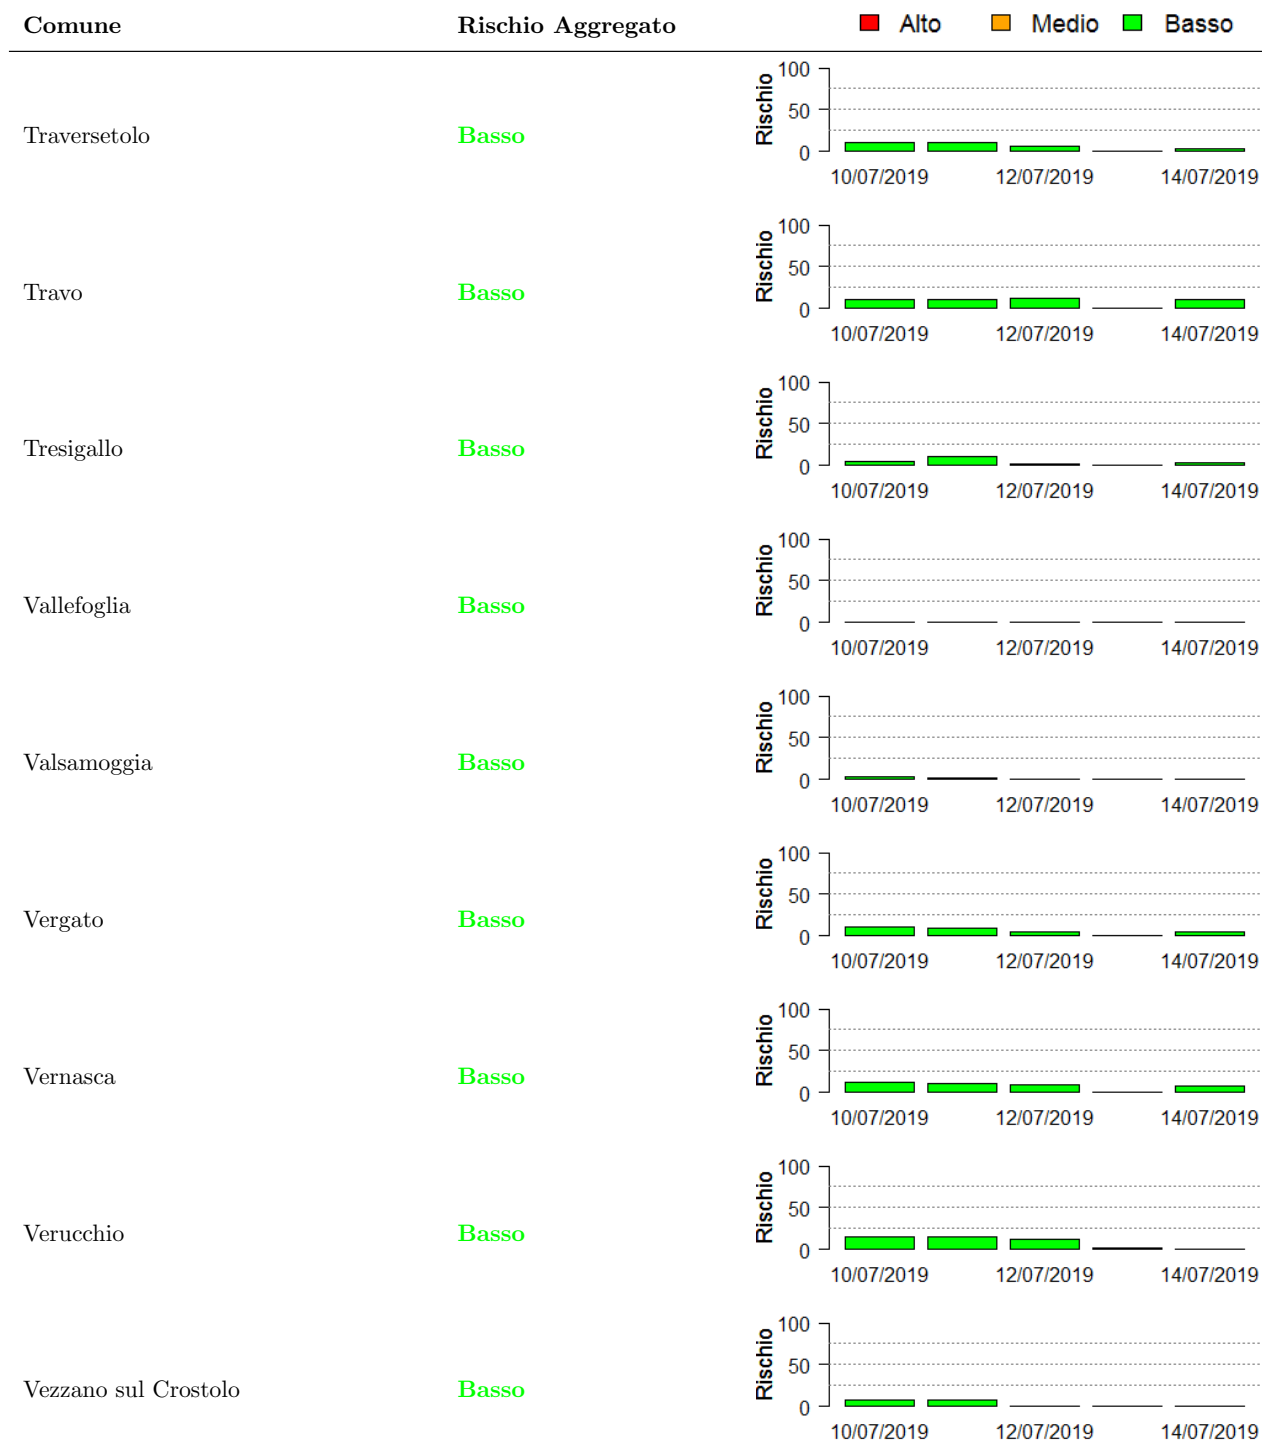 Comune Rischio Aggregato Alto Medio Basso
Traversetolo Basso Rischio 100 50 0
10/07/2019 12/07/2019 14/07/2019
Travo Basso Rischio 100 50 0
10/07/2019 12/07/2019 14/07/2019
Tresigallo Basso Rischio 100 50 0
10/07/2019 12/07/2019 14/07/2019
Vallefoglia Basso Rischio 100 50 0
10/07/2019 12/07/2019 14/07/2019
Valsamoggia Basso Rischio 100 50 0
10/07/2019 12/07/2019 14/07/2019
Vergato Basso Rischio 100 50 0
10/07/2019 12/07/2019 14/07/2019
Vernasca Basso Rischio 100 50 0
10/07/2019 12/07/2019 14/07/2019
Verucchio Basso Rischio 100 50 0
10/07/2019 12/07/2019 14/07/2019
Vezzano sul Crostolo Basso Rischio 100 50 0
10/07/2019 12/07/2019 14/07/2019